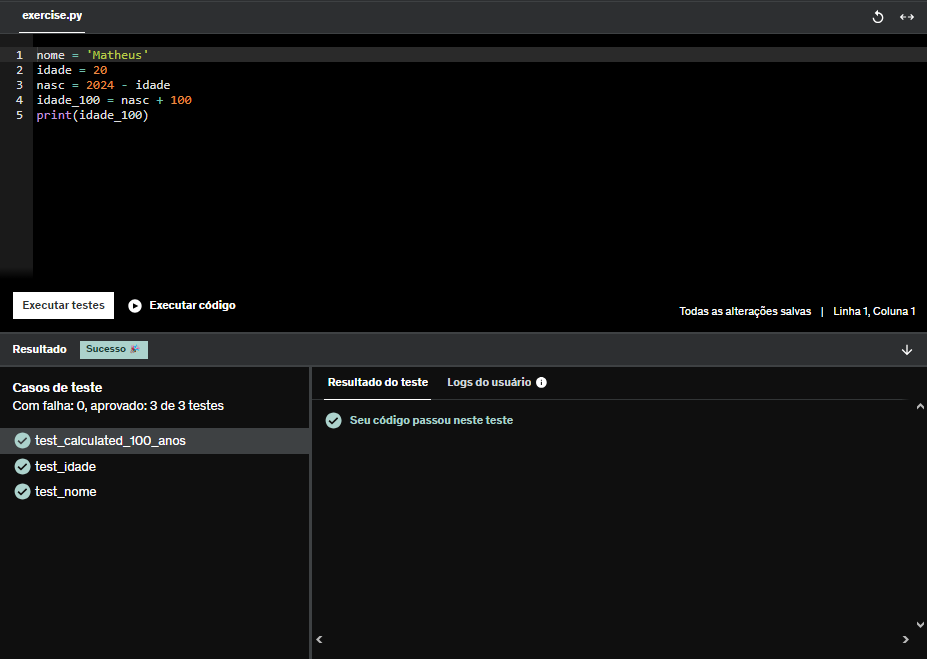 exercise.py
1 nome = 'Matheus'
2 idade = 20
3 nasc = 2024 - idade
4 idade_100 = nasc + 100
5 print(idade_100)
Executar testes
Executar código
Todas as alterações salvas | Linha 1, Coluna 1
Resultado
Sucesso 🎉
Casos de teste
Com falha: 0, aprovado: 3 de 3 testes
test_calculated_100_anos
test_idade
test_nome
Resultado do teste
Logs do usuário
Seu código passou neste teste